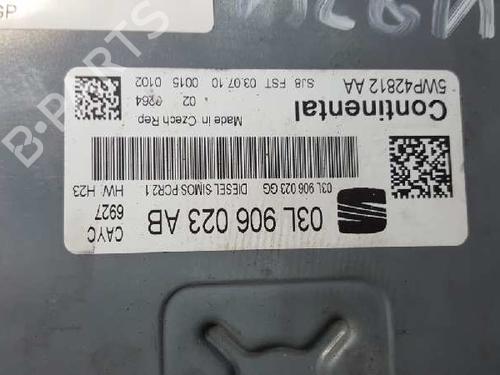 Continental
5WP42812 AA
SJ8 FST 03.07.10 0015 0102
Made in Czech Rep 02 9264
03L 906 023 GG DIESEL SIMOS PCR2.1 HW: H23
03L 906 023 AB
CAYC
6927
GP
B-PARTS